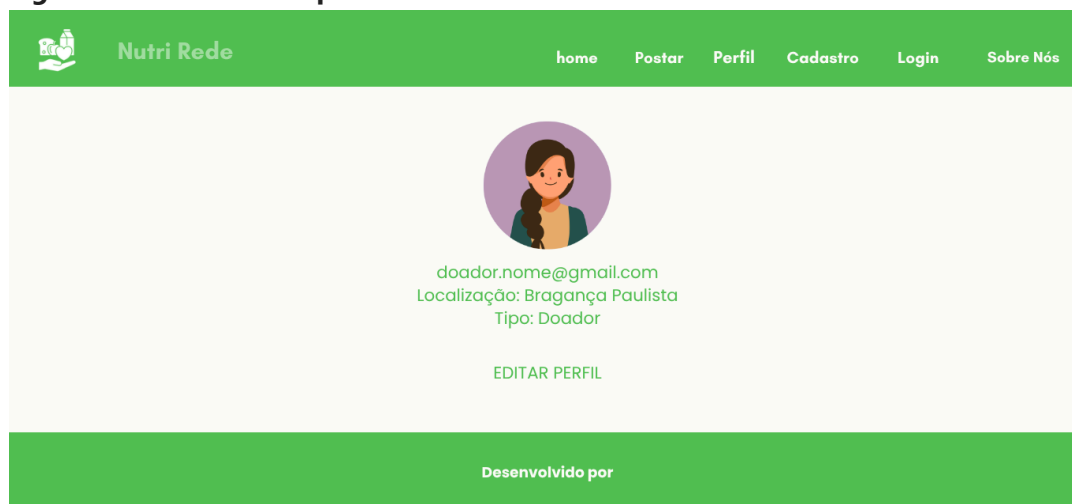 Nutri Rede
home Postar Perfil Cadastro Login Sobre Nós
doador.nome@gmail.com
Localização: Bragança Paulista
Tipo: Doador
EDITAR PERFIL
Desenvolvido por